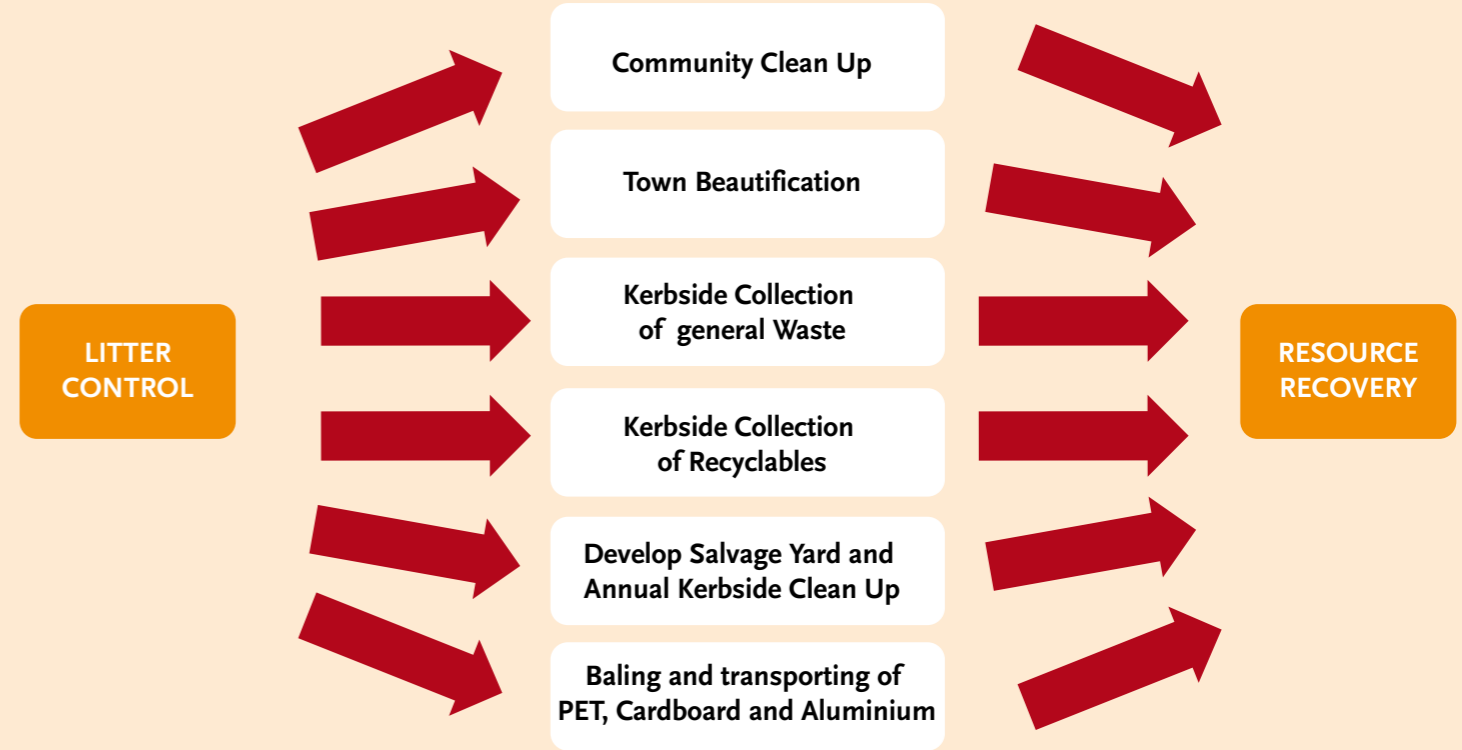 LITTER
CONTROL
Community Clean Up
Town Beautification
Kerbside Collection
of general Waste
Kerbside Collection
of Recyclables
Develop Salvage Yard and
Annual Kerbside Clean Up
Baling and transporting of
PET, Cardboard and Aluminium
RESOURCE
RECOVERY